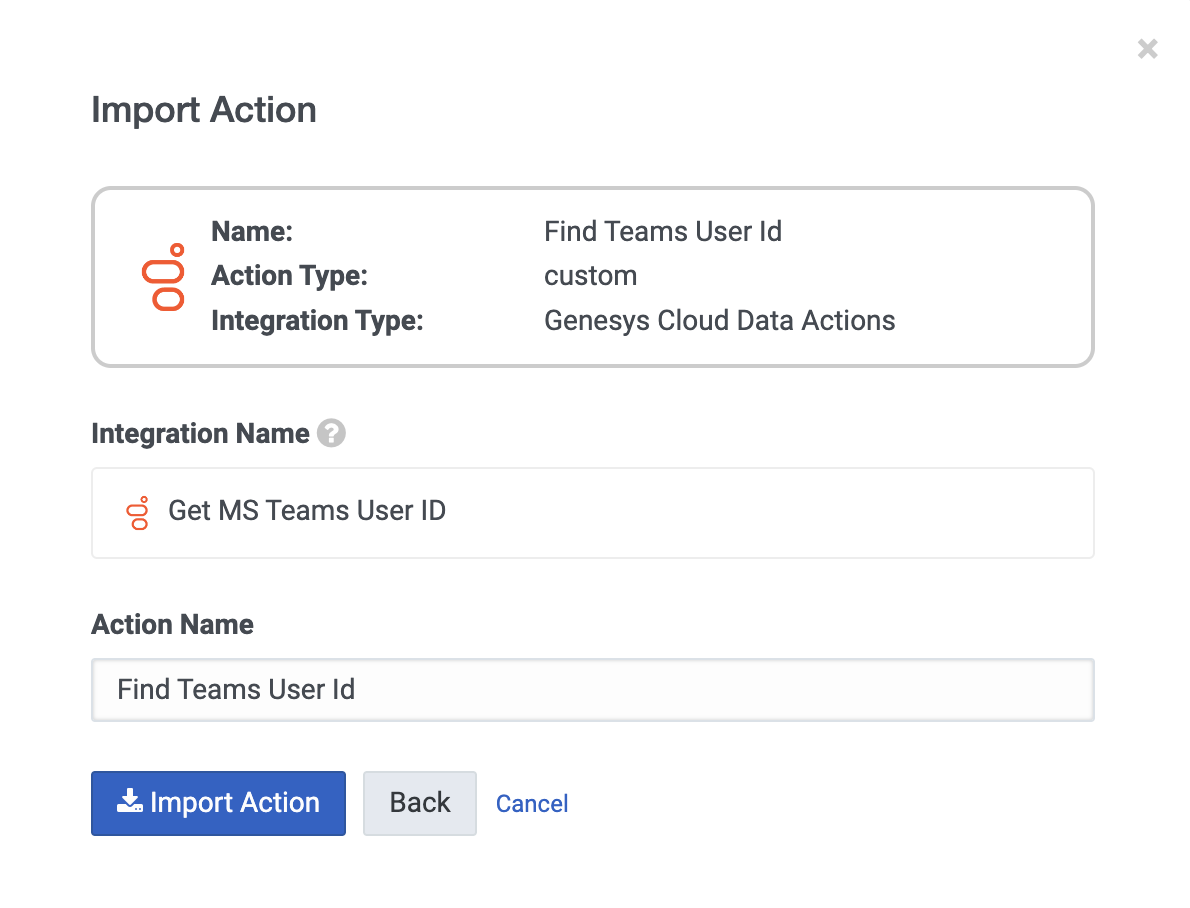 Import Action
Name: Find Teams User Id
Action Type: custom
Integration Type: Genesys Cloud Data Actions
Integration Name ?
Get MS Teams User ID
Action Name
Find Teams User Id
Import Action Back Cancel